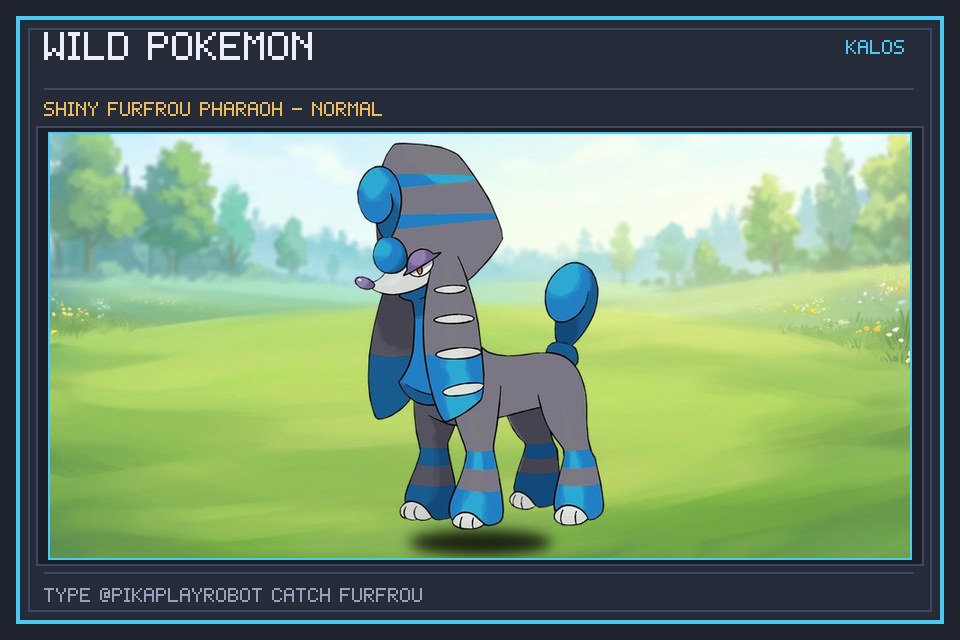 WILD POKEMON
KALOS
SHINY FURFROU PHARAOH - NORMAL
TYPE @PIKAPLAYROBOT CATCH FURFROU